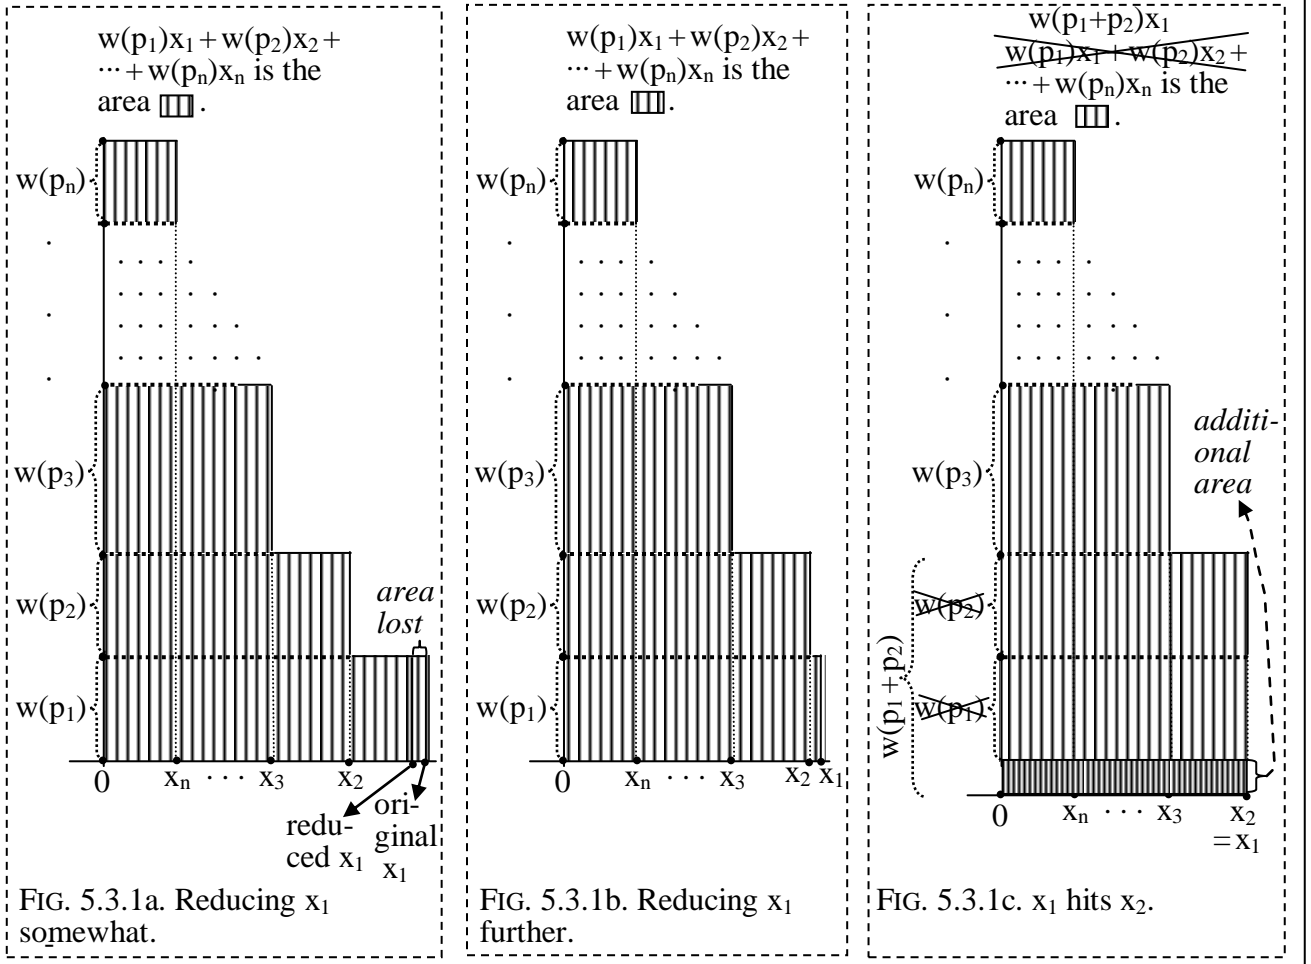 w(p₁)x₁ + w(p₂)x₂ +
··· + w(pₙ)xₙ is the
area .
w(pₙ)
w(p₃)
w(p₂)
w(p₁)
area
lost
0
xₙ
· · ·
x₃
x₂
redu-
ced x₁
ori-
ginal
x₁
FIG. 5.3.1a. Reducing x₁
somewhat.
w(p₁)x₁ + w(p₂)x₂ +
··· + w(pₙ)xₙ is the
area .
w(pₙ)
w(p₃)
w(p₂)
w(p₁)
0
xₙ
· · ·
x₃
x₂
x₁
FIG. 5.3.1b. Reducing x₁
further.
w(p₁+p₂)x₁
w(p₁)x₁ + w(p₂)x₂ +
··· + w(pₙ)xₙ is the
area .
w(pₙ)
w(p₃)
w(p₂)
w(p₁)
w(p₁ + p₂)
additi-
onal
area
0
xₙ
· · ·
x₃
x₂
= x₁
FIG. 5.3.1c. x₁ hits x₂.